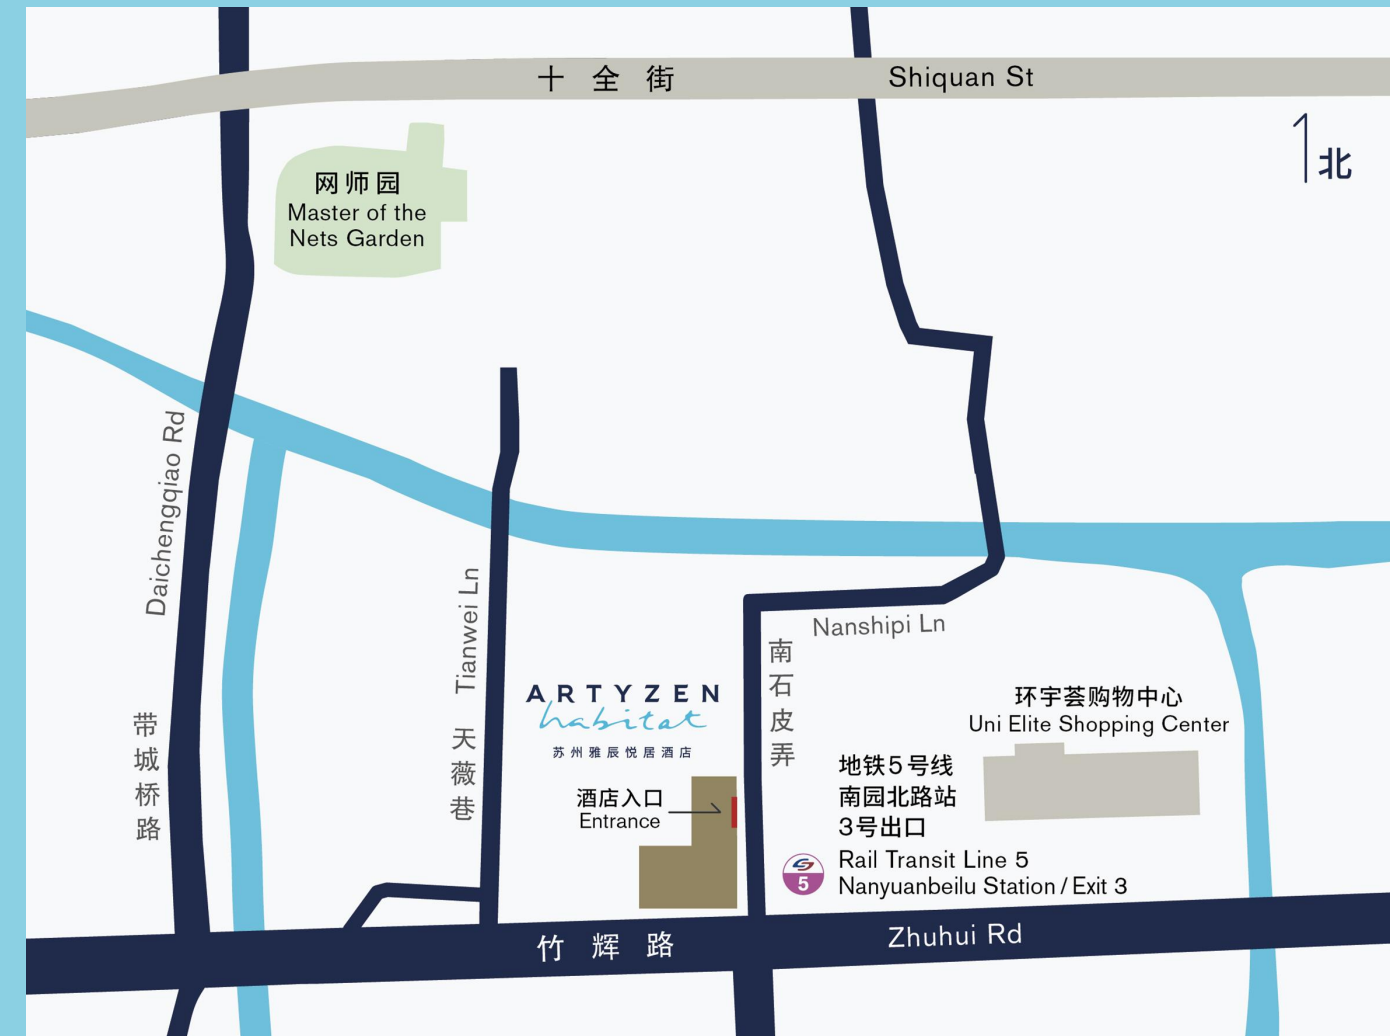 十全街 Shiquan St
北
网师园
Master of the
Nets Garden
Daichengqiao Rd
带城桥路
Tianwei Ln
天薇巷
Nanshipi Ln
南石皮弄
ARTYZEN
habitat
苏州雅辰悦居酒店
酒店入口
Entrance
环宇荟购物中心
Uni Elite Shopping Center
地铁5号线
南园北路站
3号出口
5
Rail Transit Line 5
Nanyuanbeilu Station / Exit 3
竹辉路 Zhuhui Rd